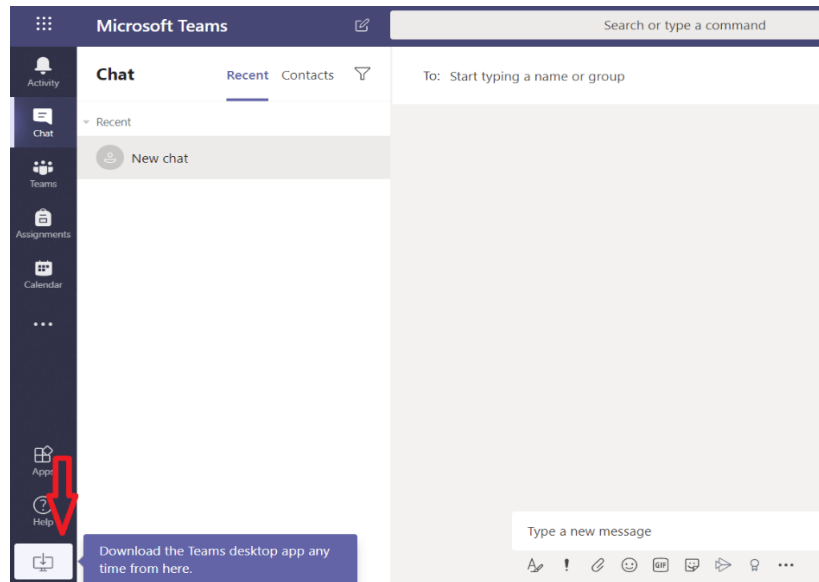 Microsoft Teams
Search or type a command
Activity
Chat
Teams
Assignments
Calendar
Apps
Help
Chat
Recent
Contacts
Recent
New chat
To: Start typing a name or group
Download the Teams desktop app any
time from here.
Type a new message
GIF